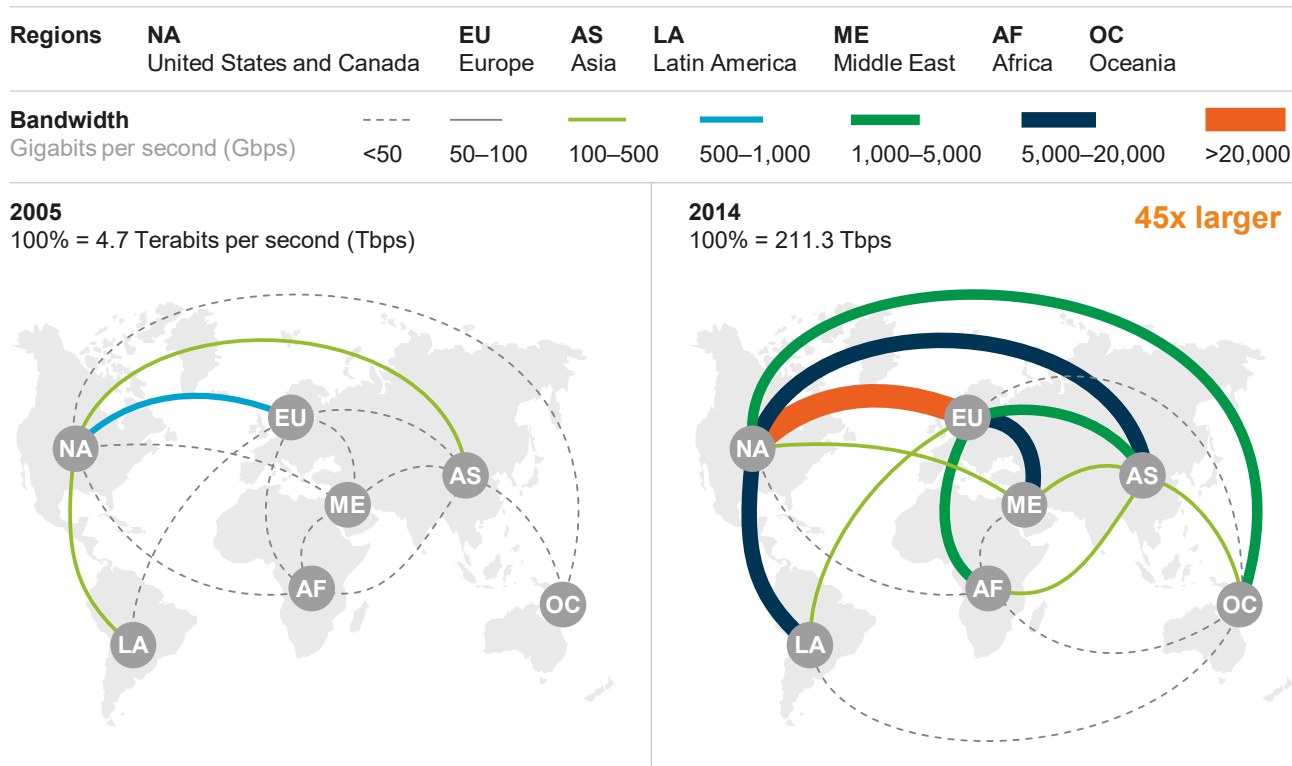 Regions NA EU AS LA ME AF OC
United States and Canada Europe Asia Latin America Middle East Africa Oceania
Bandwidth
Gigabits per second (Gbps)
<50 50–100 100–500 500–1,000 1,000–5,000 5,000–20,000 >20,000
2005
100% = 4.7 Terabits per second (Tbps)
NA
EU
AS
ME
AF
OC
LA
2014
100% = 211.3 Tbps
45x larger
NA
EU
AS
ME
AF
OC
LA